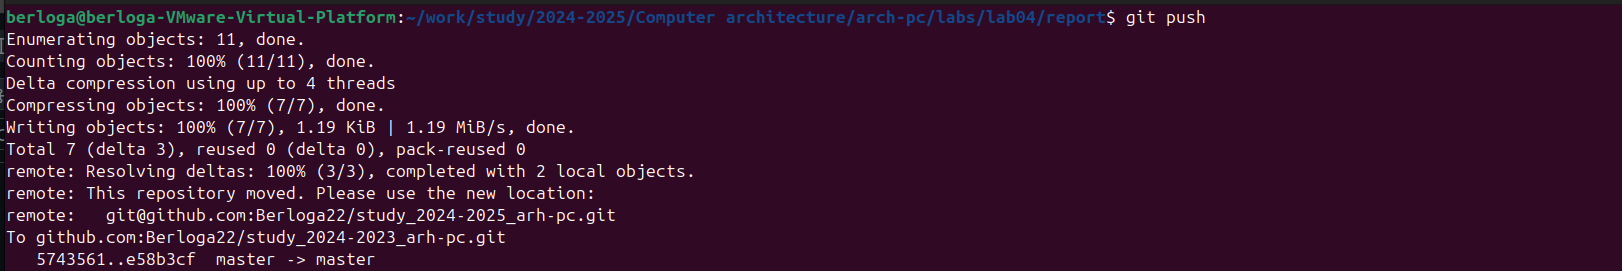 berloga@berloga-VMware-Virtual-Platform:~/work/study/2024-2025/Computer architecture/arch-pc/labs/lab04/report$ git push
Enumerating objects: 11, done.
Counting objects: 100% (11/11), done.
Delta compression using up to 4 threads
Compressing objects: 100% (7/7), done.
Writing objects: 100% (7/7), 1.19 KiB | 1.19 MiB/s, done.
Total 7 (delta 3), reused 0 (delta 0), pack-reused 0
remote: Resolving deltas: 100% (3/3), completed with 2 local objects.
remote: This repository moved. Please use the new location:
remote:   git@github.com:Berloga22/study_2024-2025_arh-pc.git
To github.com:Berloga22/study_2024-2023_arh-pc.git
   5743561..e58b3cf  master -> master